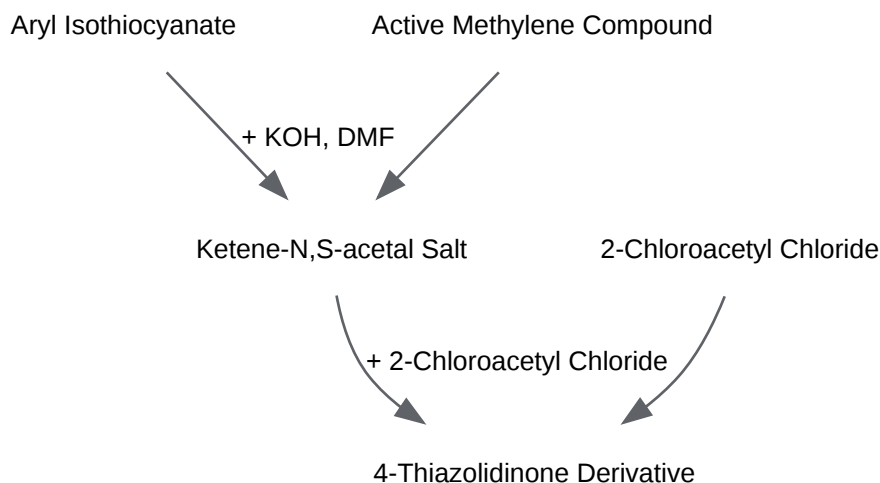 Aryl Isothiocyanate
Active Methylene Compound
+ KOH, DMF
Ketene-N,S-acetal Salt
2-Chloroacetyl Chloride
+ 2-Chloroacetyl Chloride
4-Thiazolidinone Derivative